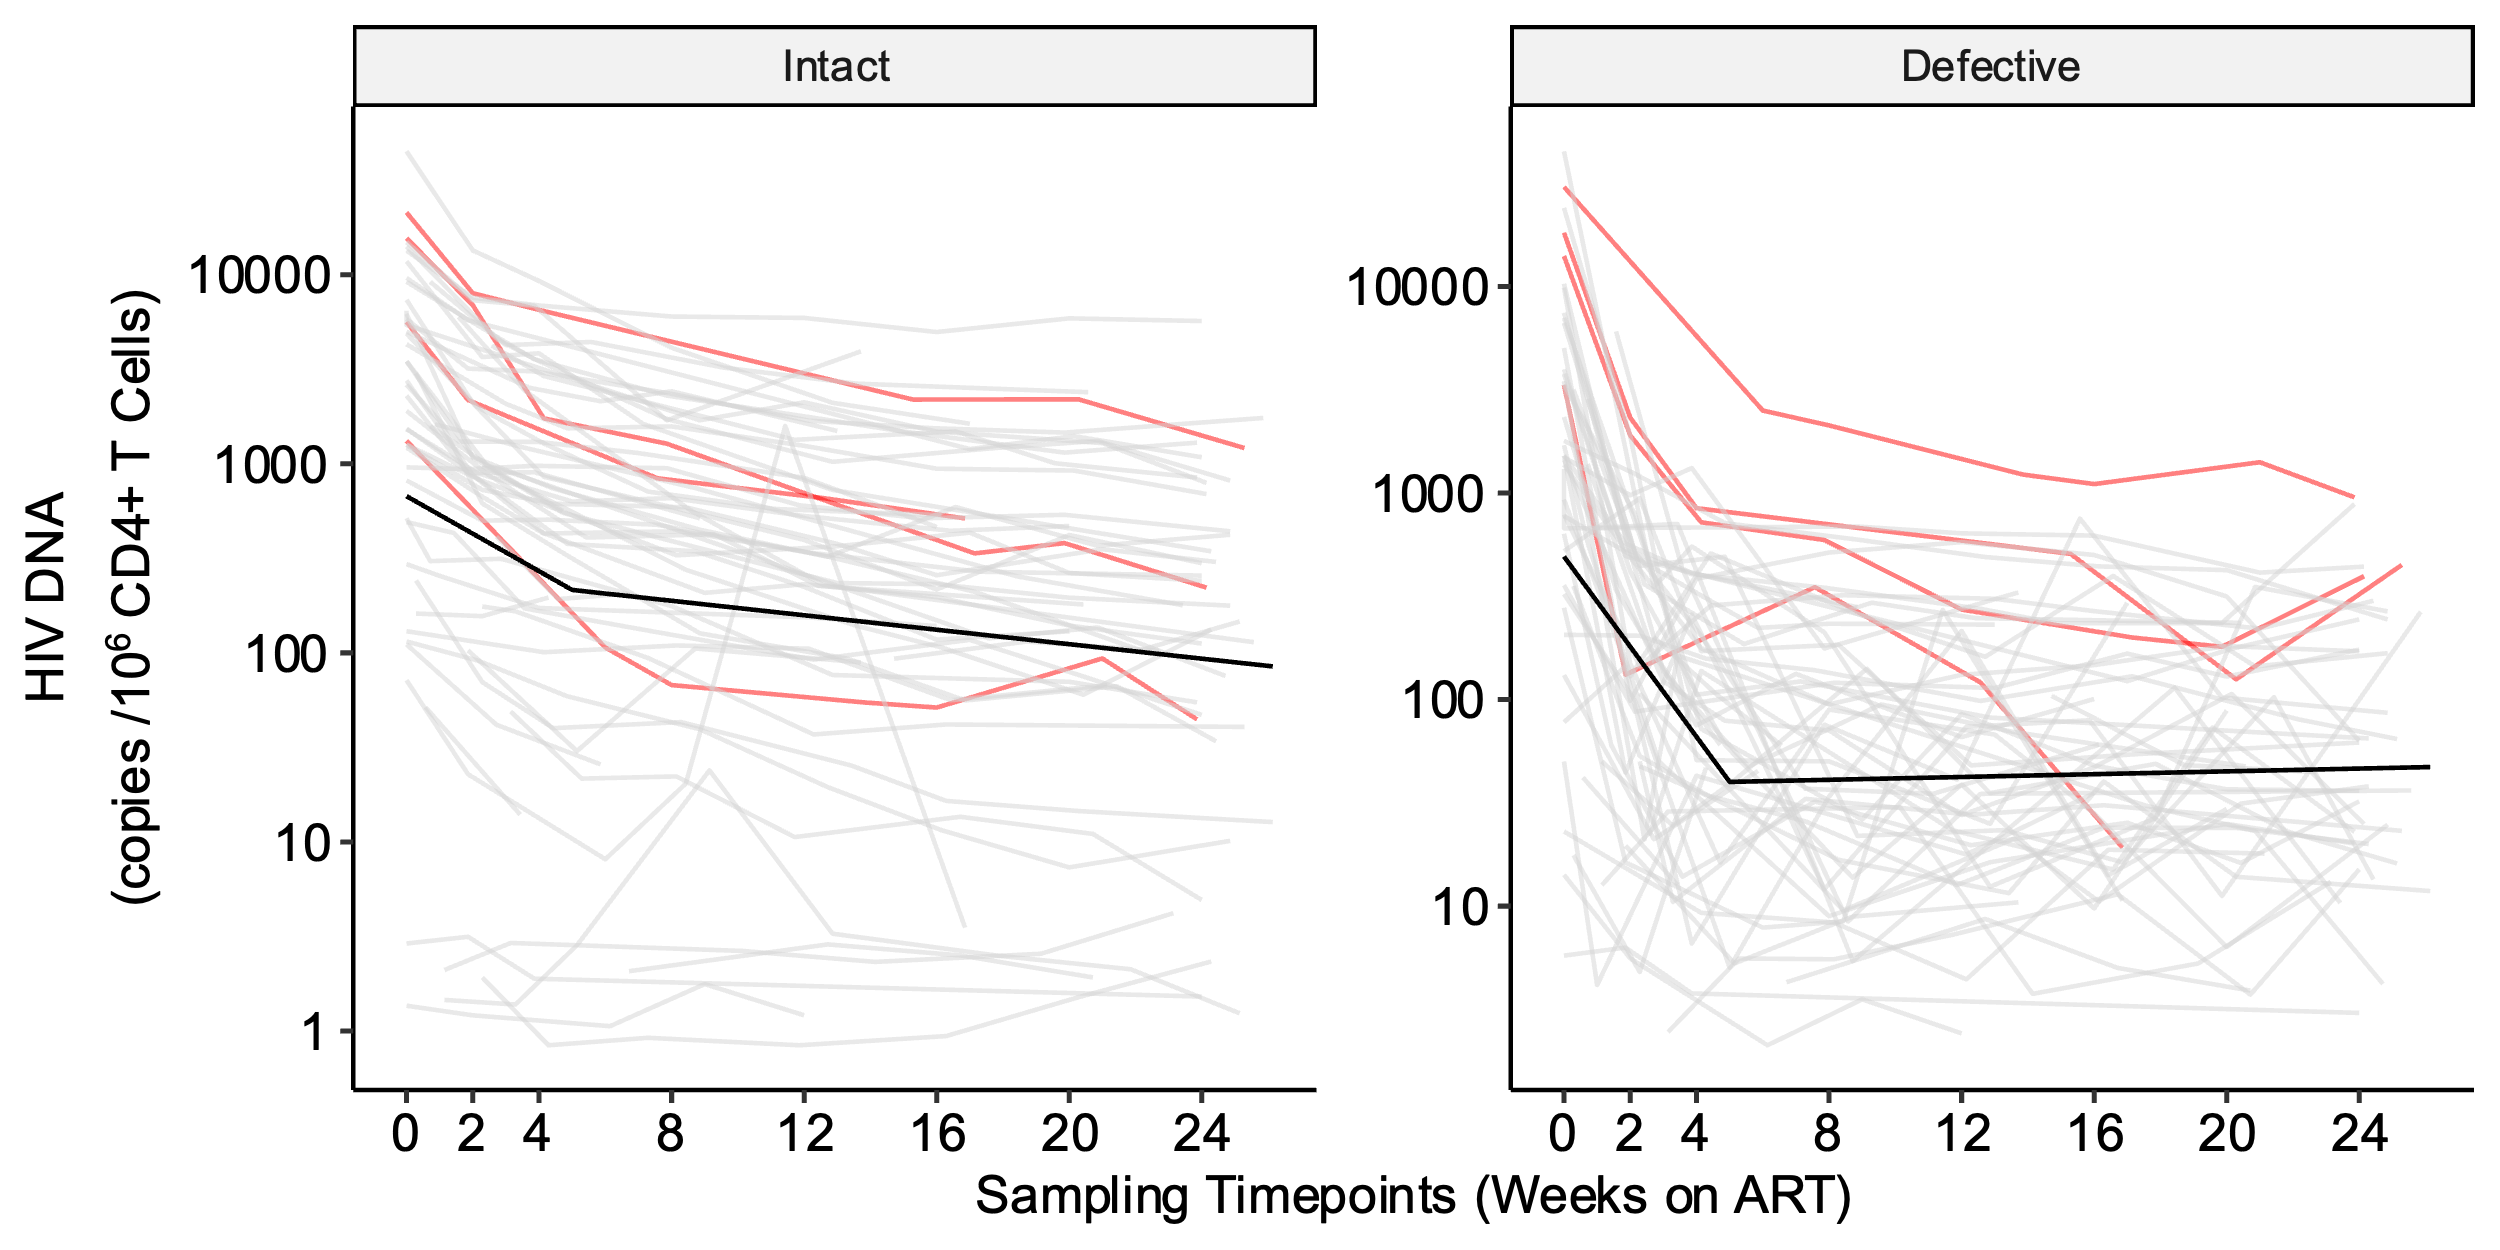 Intact
Defective
HIV DNA
(copies /10⁶ CD4+ T Cells)
10000
1000
100
10
1
0 2 4 8 12 16 20 24
10000
1000
100
10
0 2 4 8 12 16 20 24
Sampling Timepoints (Weeks on ART)